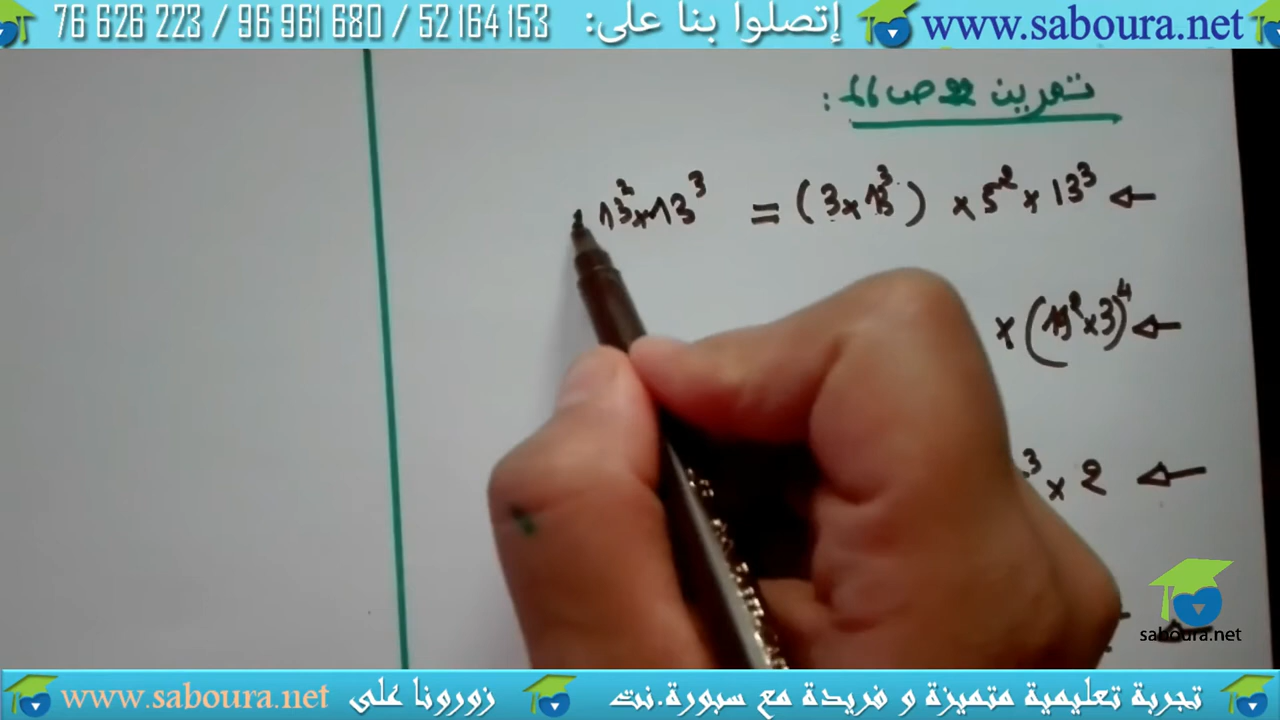 76 626 223 / 96 961 680 / 52 164 153 إتصلوا بنا على: www.saboura.net
تمرين 22 ص 66 :
13² × 13³ = (3 × 13³) × 5² × 13³ ←
× (19² × 3)⁴ ←
³ × 2 ←
saboura.net
تجربة تعليمية متميزة و فريدة مع سبورة.نت زورونا على www.saboura.net